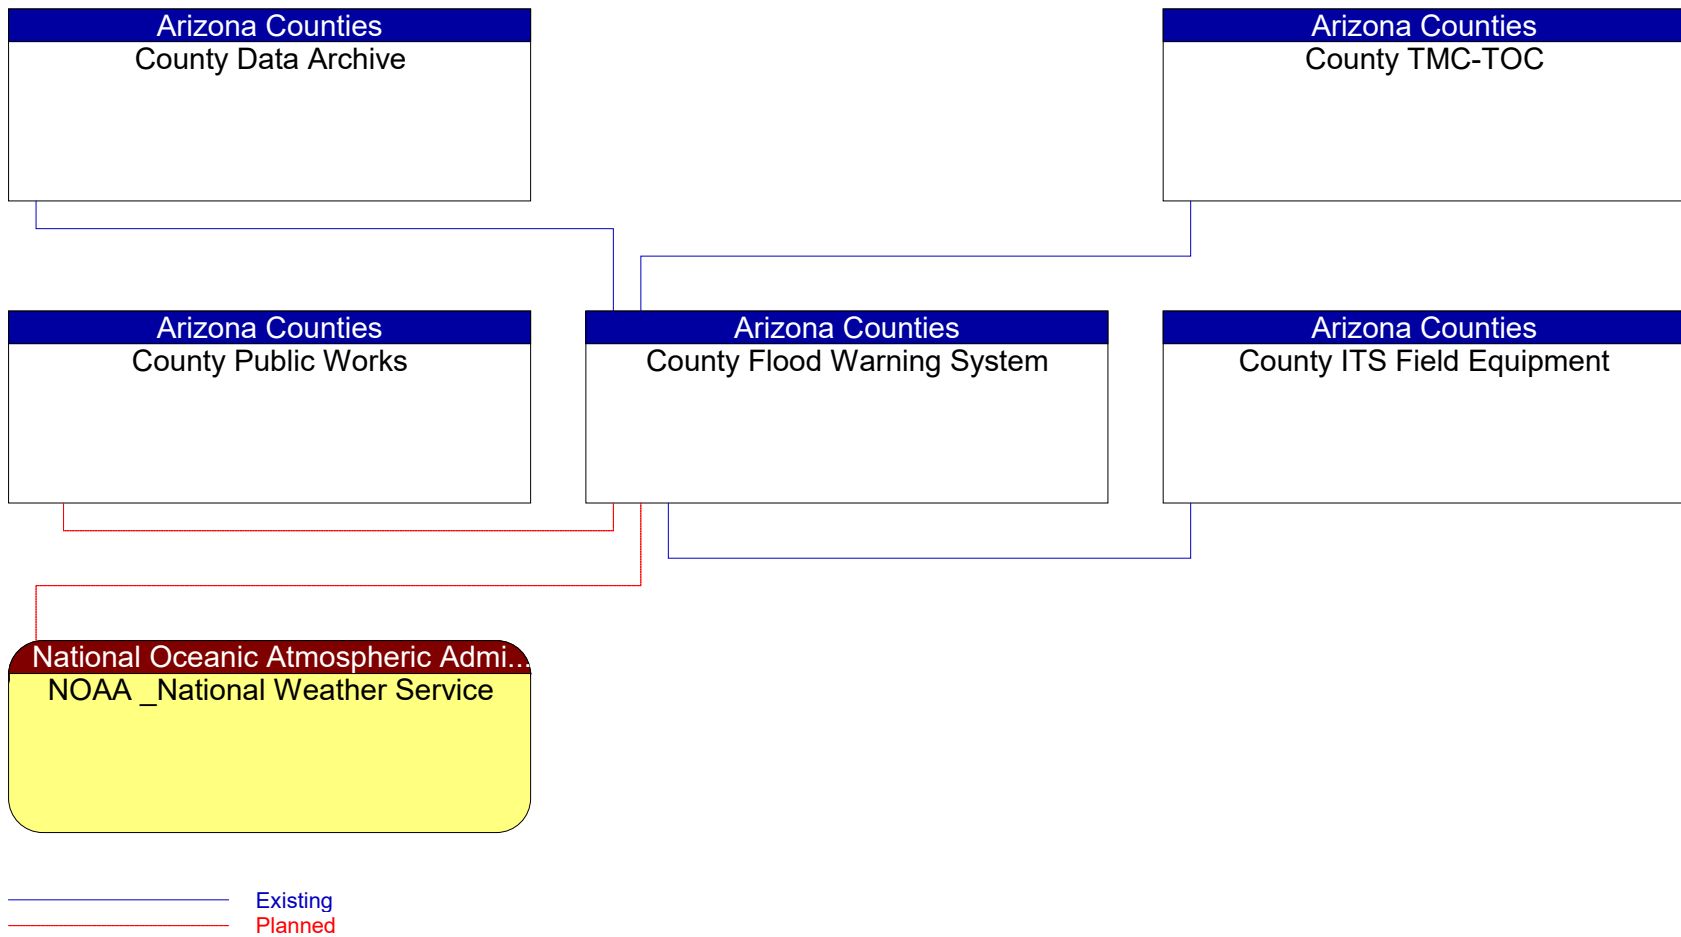 Arizona Counties
County Data Archive
Arizona Counties
County TMC-TOC
Arizona Counties
County Public Works
Arizona Counties
County Flood Warning System
Arizona Counties
County ITS Field Equipment
National Oceanic Atmospheric Admi...
NOAA _National Weather Service
Existing
Planned